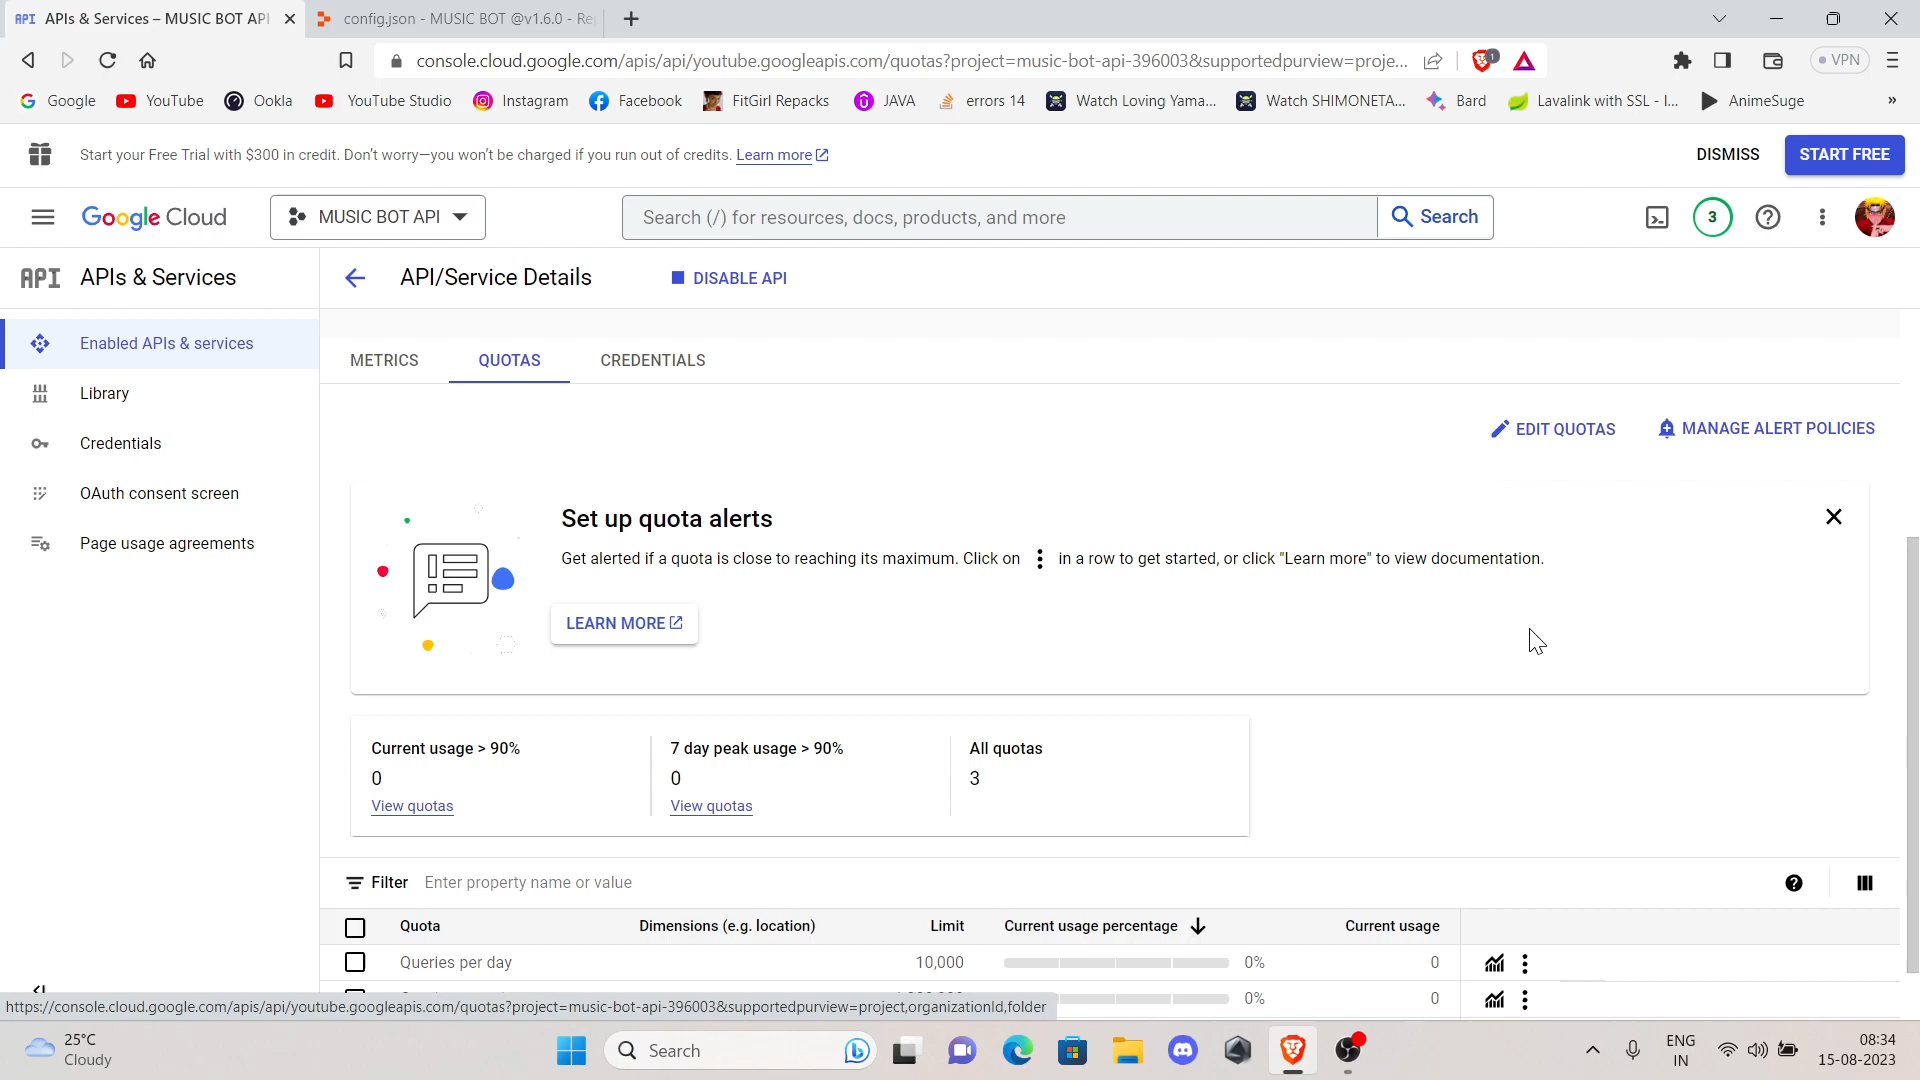 API APIs & Services – MUSIC BOT API
config.json - MUSIC BOT @v1.6.0 - Re
console.cloud.google.com/apis/api/youtube.googleapis.com/quotas?project=music-bot-api-396003&supportedpurview=proje...
1
VPN
Google YouTube Ookla YouTube Studio Instagram Facebook FitGirl Repacks JAVA errors 14 Watch Loving Yama... Watch SHIMONETA... Bard Lavalink with SSL - l... AnimeSuge »
Start your Free Trial with $300 in credit. Don't worry—you won't be charged if you run out of credits. Learn more
DISMISS
START FREE
Google Cloud
MUSIC BOT API
Search (/) for resources, docs, products, and more
Search
3
API APIs & Services
API/Service Details
DISABLE API
Enabled APIs & services
Library
Credentials
OAuth consent screen
Page usage agreements
METRICS QUOTAS CREDENTIALS
EDIT QUOTAS
MANAGE ALERT POLICIES
Set up quota alerts
Get alerted if a quota is close to reaching its maximum. Click on in a row to get started, or click "Learn more" to view documentation.
LEARN MORE
Current usage > 90%
0
View quotas
7 day peak usage > 90%
0
View quotas
All quotas
3
Filter Enter property name or value
Quota Dimensions (e.g. location) Limit Current usage percentage Current usage
Queries per day 10,000 0% 0
0% 0
https://console.cloud.google.com/apis/api/youtube.googleapis.com/quotas?project=music-bot-api-396003&supportedpurview=project,organizationId,folder
25°C
Cloudy
Search
ENG
IN
08:34
15-08-2023